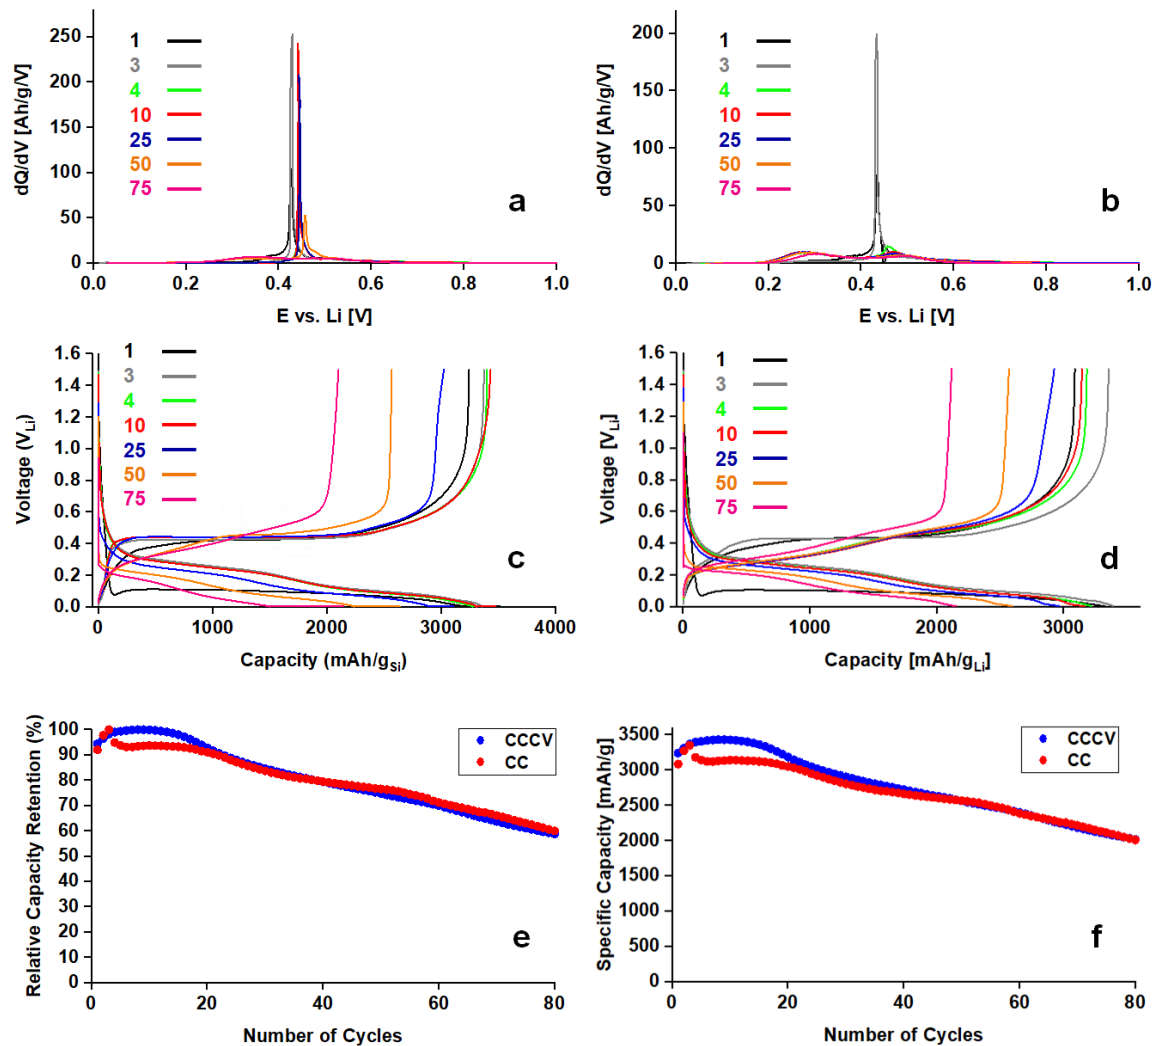 250
200
150
100
50
0
dQ/dV [Ah/g/V]
1
3
4
10
25
50
75
a
0.0 0.2 0.4 0.6 0.8 1.0
E vs. Li [V]
200
150
100
50
0
dQ/dV [Ah/g/V]
1
3
4
10
25
50
75
b
0.0 0.2 0.4 0.6 0.8 1.0
E vs. Li [V]
1.6
1.4
1.2
1.0
0.8
0.6
0.4
0.2
0.0
Voltage (VLi)
1
3
4
10
25
50
75
c
0 1000 2000 3000 4000
Capacity (mAh/gSi)
1.6
1.4
1.2
1.0
0.8
0.6
0.4
0.2
0.0
Voltage [VLi]
1
3
4
10
25
50
75
d
0 1000 2000 3000
Capacity [mAh/gLi]
100
90
80
70
60
50
40
30
20
10
0
Relative Capacity Retention (%)
CCCV
CC
e
0 20 40 60 80
Number of Cycles
3500
3000
2500
2000
1500
1000
500
0
Specific Capacity [mAh/g]
CCCV
CC
f
0 20 40 60 80
Number of Cycles